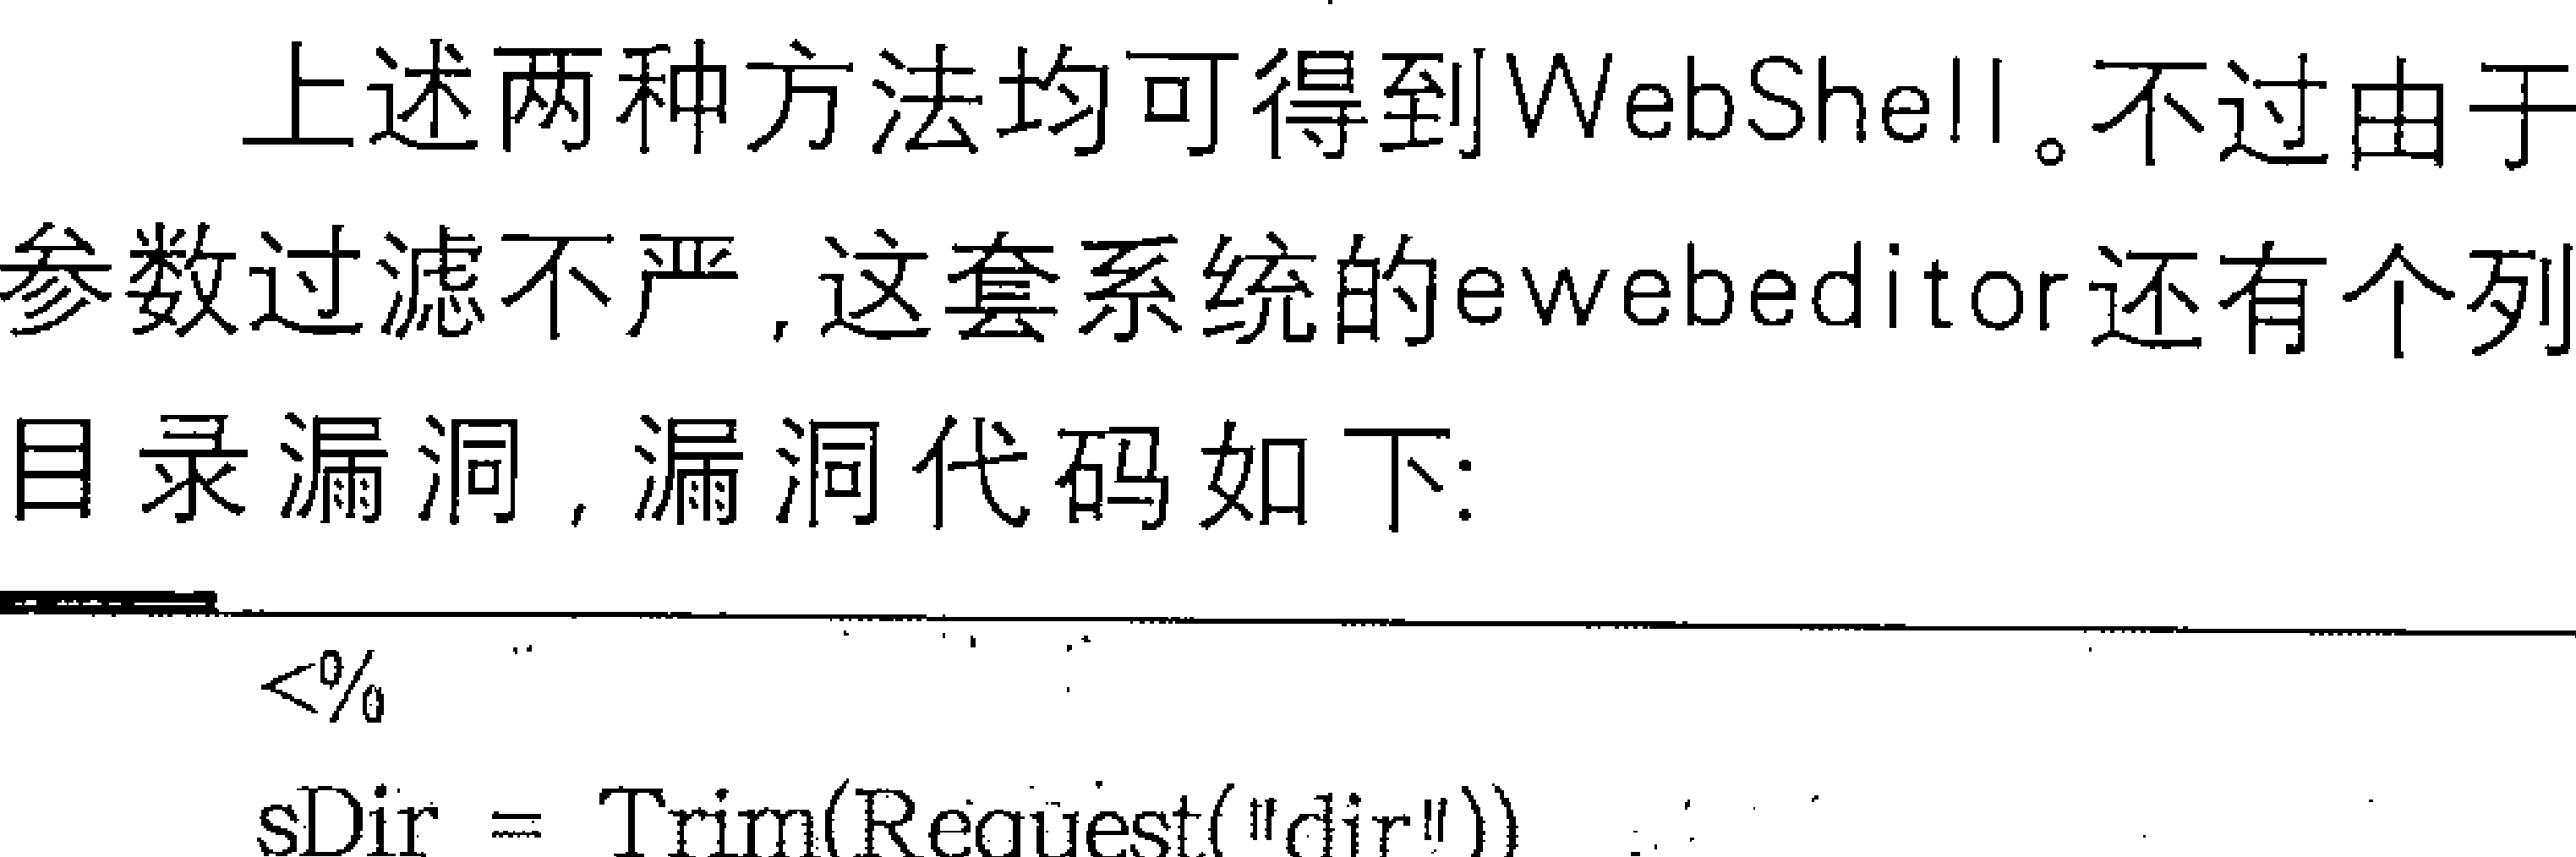 上述两种方法均可得到WebShell。不过由于
参数过滤不严,这套系统的ewebeditor还有个列
目录漏洞,漏洞代码如下:
<%
sDir = Trim(Request("dir"))